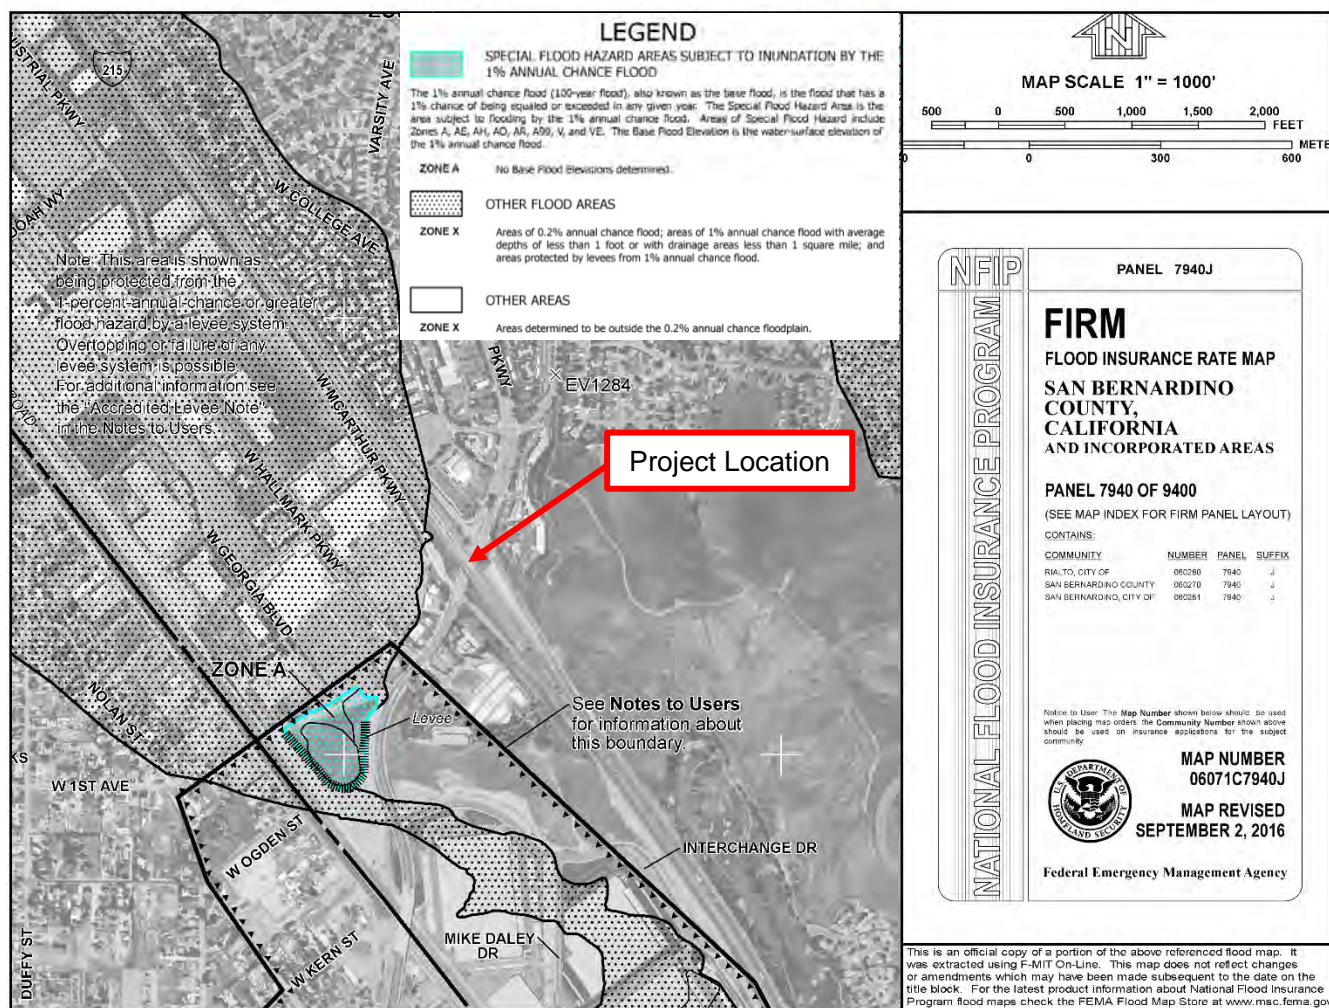 LEGEND
SPECIAL FLOOD HAZARD AREAS SUBJECT TO INUNDATION BY THE
1% ANNUAL CHANCE FLOOD
The 1% annual chance flood (100-year flood), also known as the base flood, is the flood that has a
1% chance of being equaled or exceeded in any given year. The Special Flood Hazard Area is the
area subject to flooding by the 1% annual chance flood. Areas of Special Flood Hazard include
Zones A, AE, AH, AO, AR, A99, V, and VE. The Base Flood Elevation is the water-surface elevation of
the 1% annual chance flood.
ZONE A No Base Flood Elevations determined.
OTHER FLOOD AREAS
ZONE X Areas of 0.2% annual chance flood; areas of 1% annual chance flood with average
depths of less than 1 foot or with drainage areas less than 1 square mile; and
areas protected by levees from 1% annual chance flood.
OTHER AREAS
ZONE X Areas determined to be outside the 0.2% annual chance floodplain.
USTRIAL PKWY
215
VARSITY AVE
W COLLEGE AVE
OAH WY
Note: This area is shown as
being protected from the
1-percent-annual-chance or greater
flood hazard by a levee system.
Overtopping or failure of any
levee system is possible.
For additional information see
the "Accredited Levee Note"
in the Notes to Users.
W MCARTHUR PKWY
W HALLMARK PKWY
W GEORGIA BLVD
PKWY
EV1284
Project Location
ZONE A
NOLAN ST
Levee
See Notes to Users
for information about
this boundary.
KS
W 1ST AVE
W OGDEN ST
INTERCHANGE DR
MIKE DALEY
DR
W KERN ST
DUFFY ST
N
MAP SCALE 1" = 1000'
500 0 500 1,000 1,500 2,000
FEET
METE
0 300 600
NFIP
NATIONAL FLOOD INSURANCE PROGRAM
PANEL 7940J
FIRM
FLOOD INSURANCE RATE MAP
SAN BERNARDINO
COUNTY,
CALIFORNIA
AND INCORPORATED AREAS
PANEL 7940 OF 9400
(SEE MAP INDEX FOR FIRM PANEL LAYOUT)
CONTAINS:
COMMUNITY NUMBER PANEL SUFFIX
RIALTO, CITY OF 060280 7940 J
SAN BERNARDINO COUNTY 060270 7940 J
SAN BERNARDINO, CITY OF 060281 7940 J
Notice to User: The Map Number shown below should be used
when placing map orders; the Community Number shown above
should be used on insurance applications for the subject
community.
U.S. DEPARTMENT OF
HOMELAND SECURITY
MAP NUMBER
06071C7940J
MAP REVISED
SEPTEMBER 2, 2016
Federal Emergency Management Agency
This is an official copy of a portion of the above referenced flood map. It
was extracted using F-MIT On-Line. This map does not reflect changes
or amendments which may have been made subsequent to the date on the
title block. For the latest product information about National Flood Insurance
Program flood maps check the FEMA Flood Map Store at www.msc.fema.gov